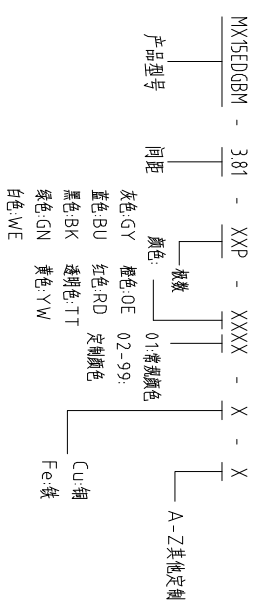 MX15EDGBM - 3.81 - XXP - XXXX - X - X
产品型号
间距
极数
颜色:
灰色:GY 橙色:OE
蓝色:BU 红色:RD
黑色:BK 透明色:TT
绿色:GN 黄色:YW
白色:WE
01:常规颜色
02-99:
定制颜色
Cu:铜
Fe:铁
A-Z其他定制